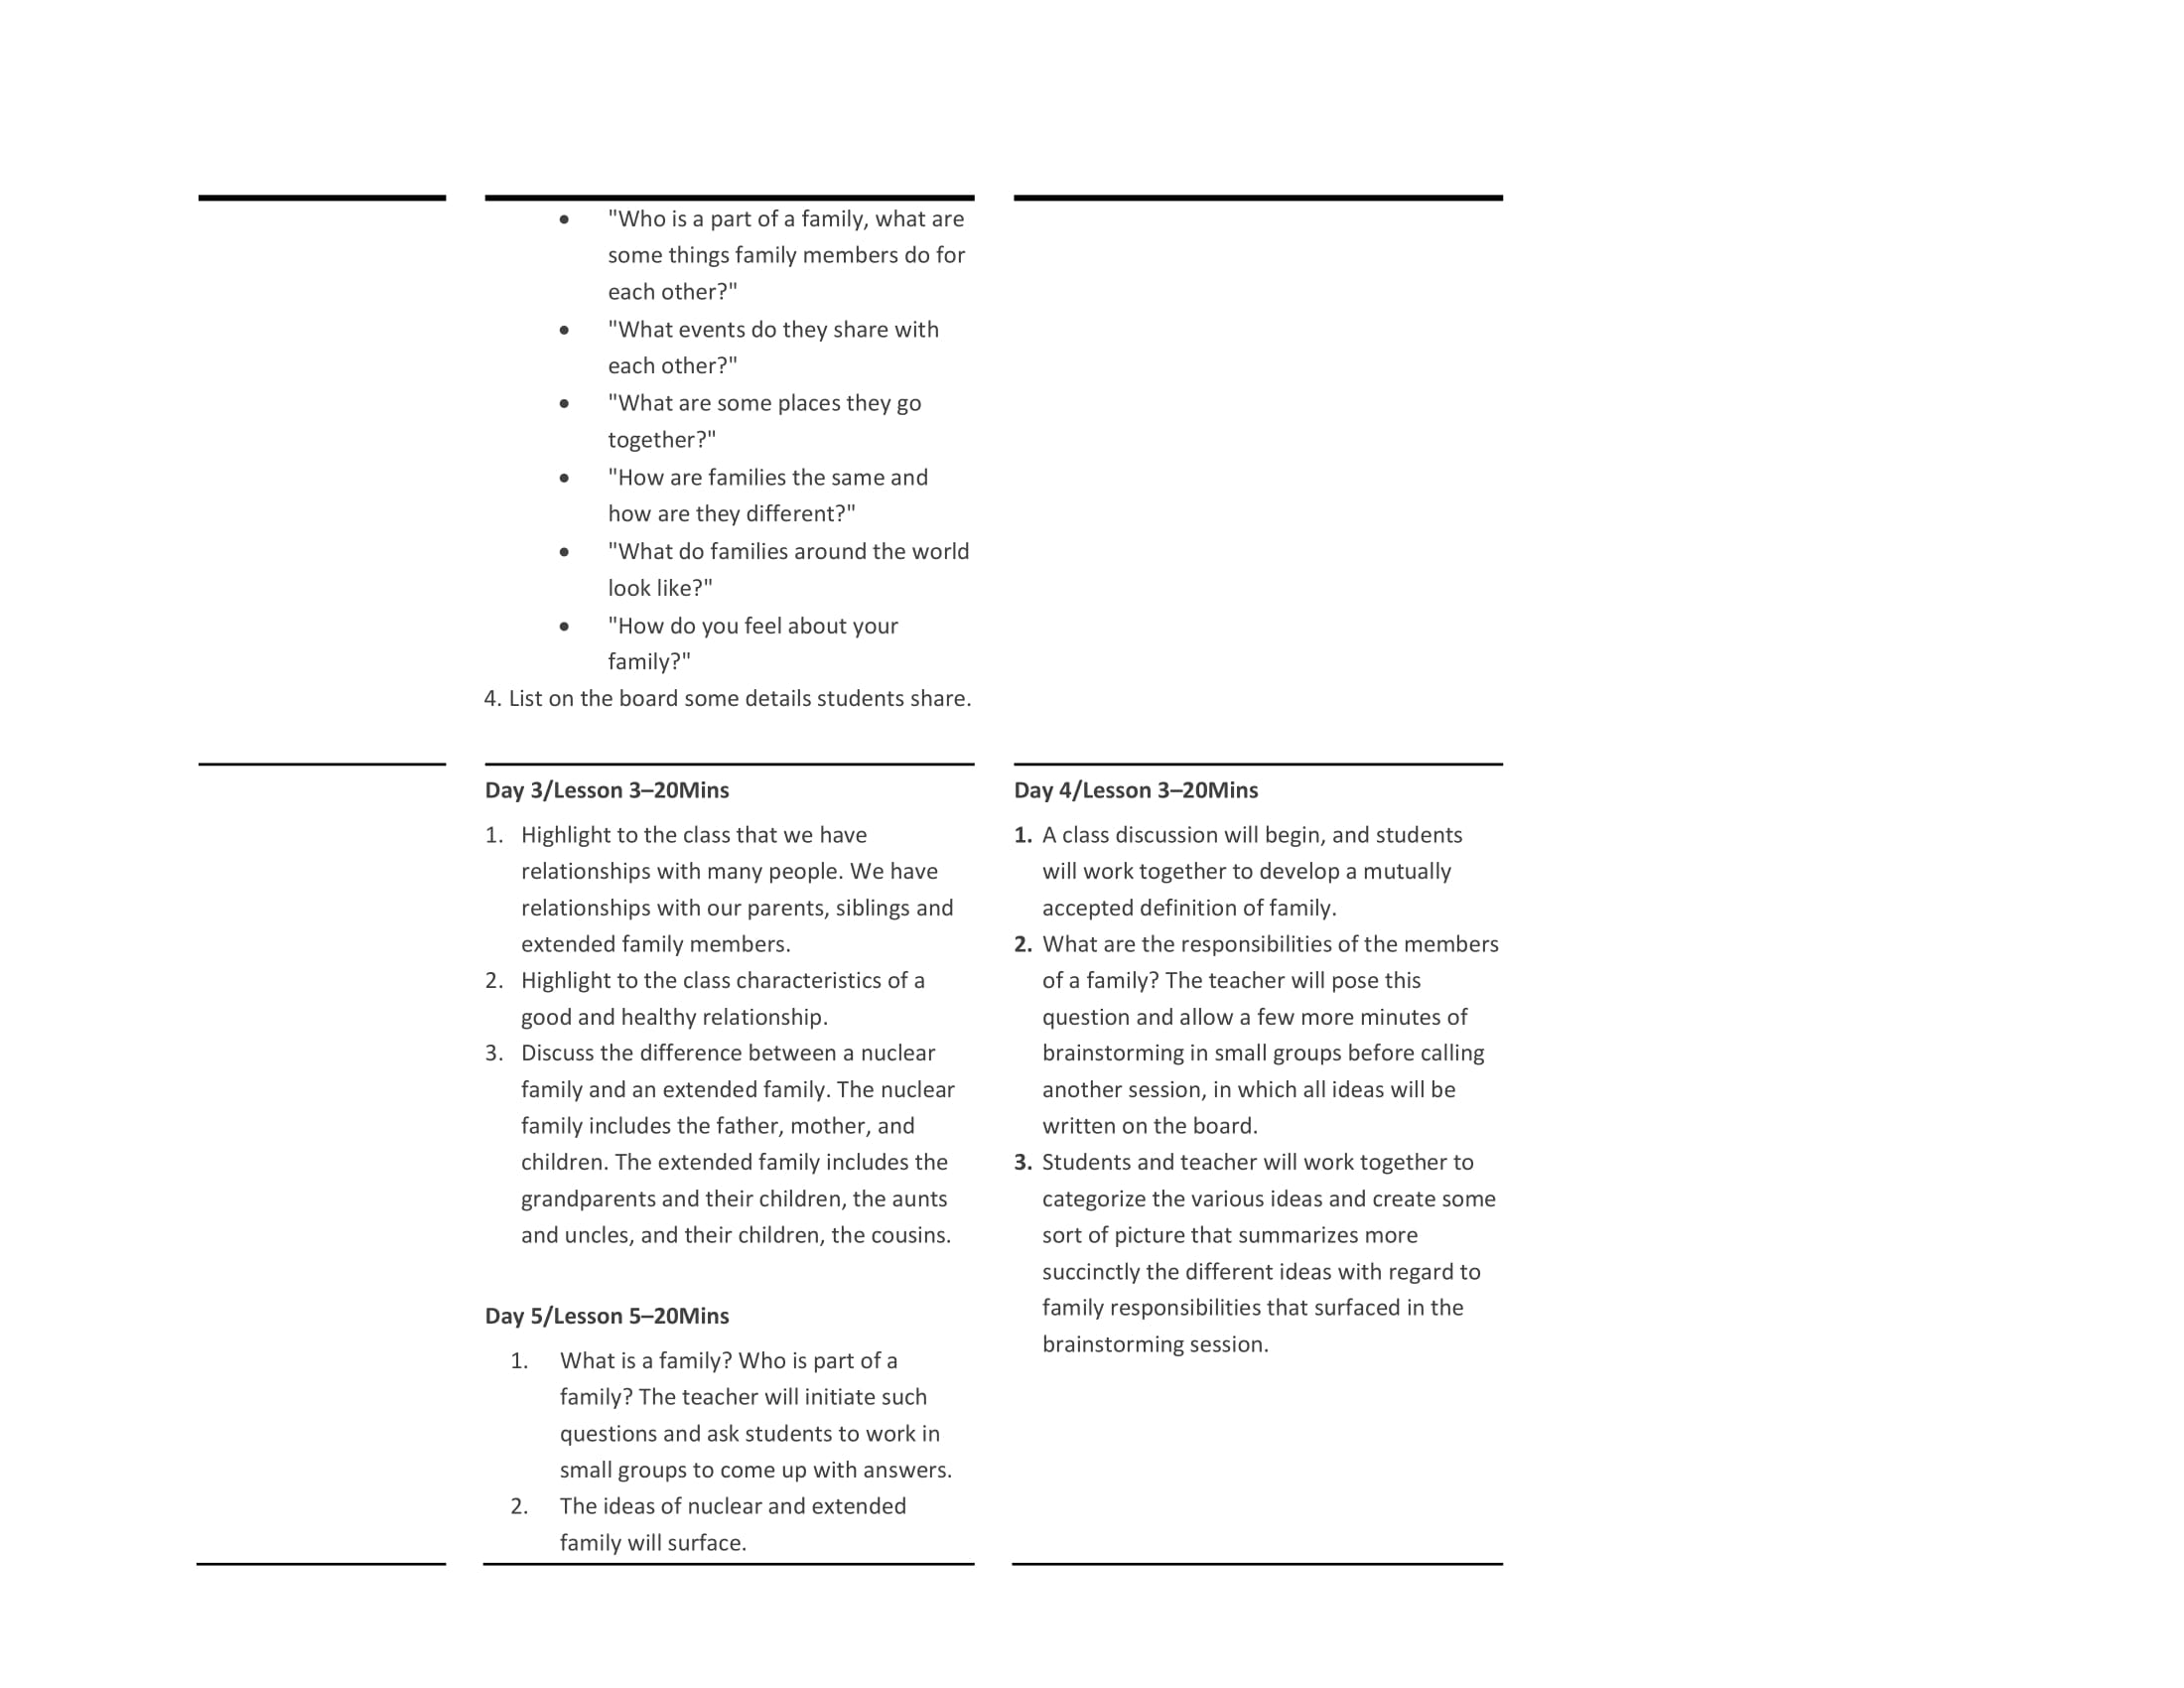 • "Who is a part of a family, what are
some things family members do for
each other?"
• "What events do they share with
each other?"
• "What are some places they go
together?"
• "How are families the same and
how are they different?"
• "What do families around the world
look like?"
• "How do you feel about your
family?"
4. List on the board some details students share.
Day 3/Lesson 3–20Mins
1. Highlight to the class that we have
relationships with many people. We have
relationships with our parents, siblings and
extended family members.
2. Highlight to the class characteristics of a
good and healthy relationship.
3. Discuss the difference between a nuclear
family and an extended family. The nuclear
family includes the father, mother, and
children. The extended family includes the
grandparents and their children, the aunts
and uncles, and their children, the cousins.
Day 5/Lesson 5–20Mins
1. What is a family? Who is part of a
family? The teacher will initiate such
questions and ask students to work in
small groups to come up with answers.
2. The ideas of nuclear and extended
family will surface.
Day 4/Lesson 3–20Mins
1. A class discussion will begin, and students
will work together to develop a mutually
accepted definition of family.
2. What are the responsibilities of the members
of a family? The teacher will pose this
question and allow a few more minutes of
brainstorming in small groups before calling
another session, in which all ideas will be
written on the board.
3. Students and teacher will work together to
categorize the various ideas and create some
sort of picture that summarizes more
succinctly the different ideas with regard to
family responsibilities that surfaced in the
brainstorming session.